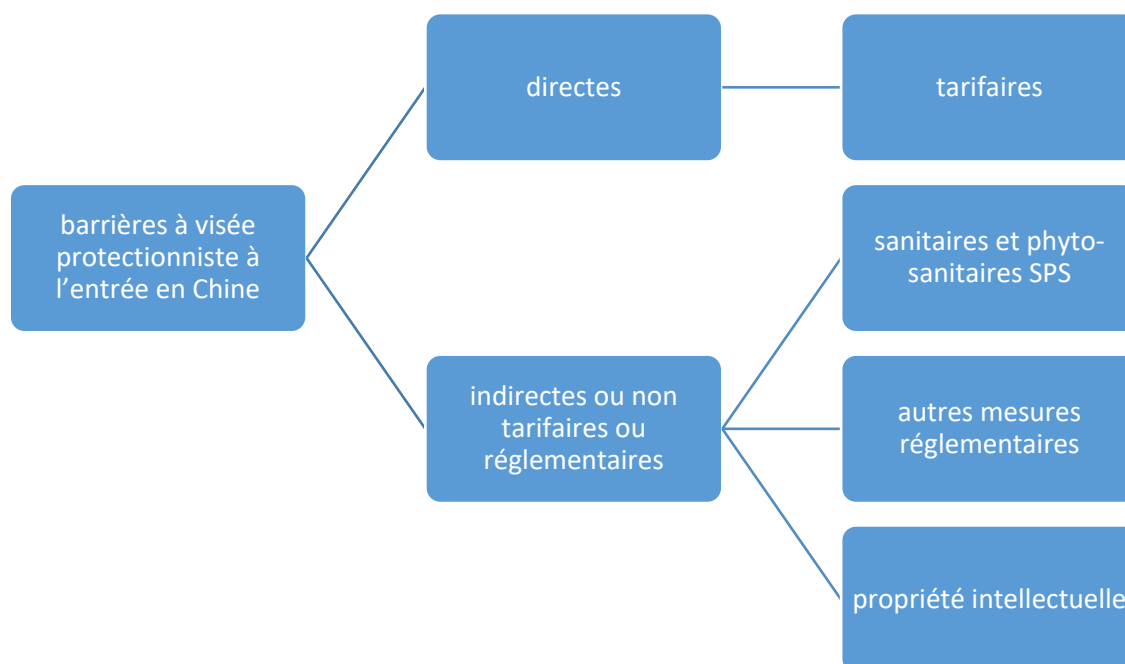 directes
tarifaires
barrières à visée
protectionniste à
l’entrée en Chine
sanitaires et phyto-
sanitaires SPS
indirectes ou non
tarifaires ou
réglementaires
autres mesures
réglementaires
propriété intellectuelle